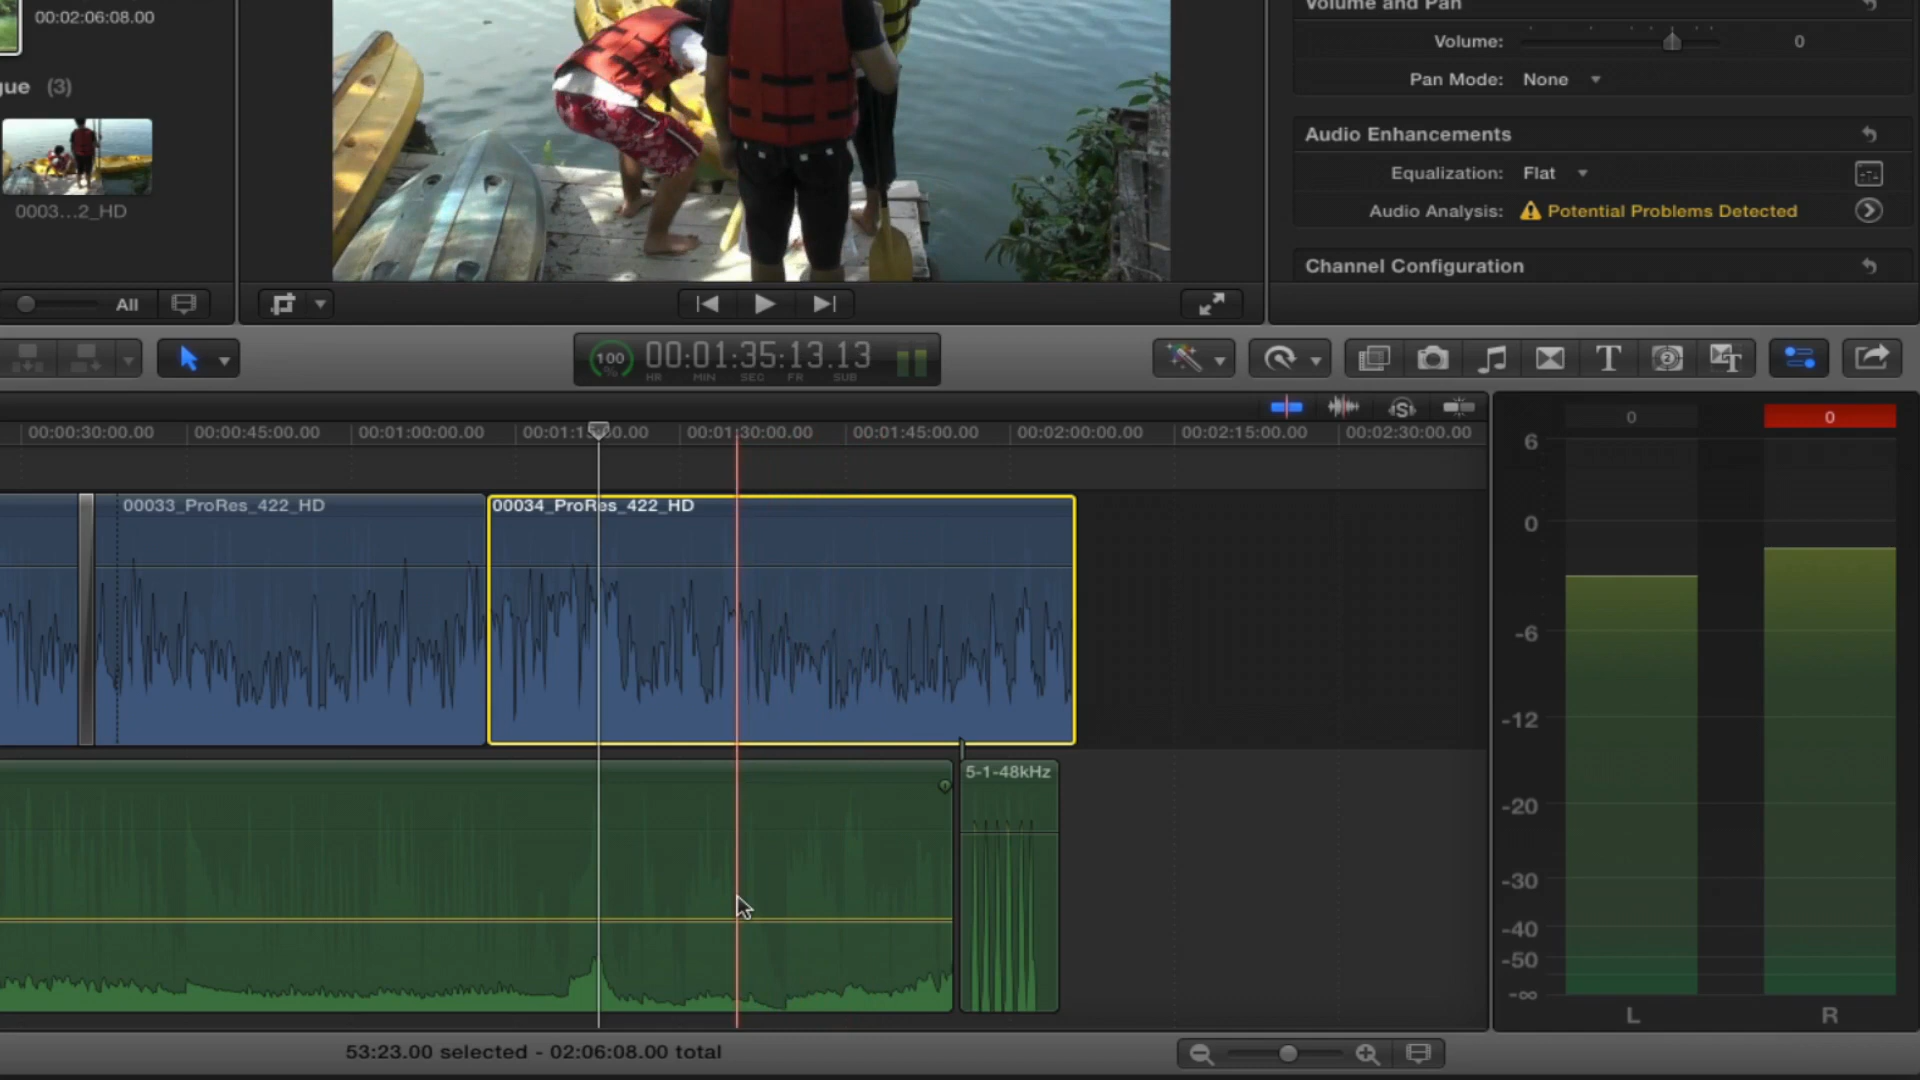 00:02:06:08.00
gue (3)
0003...2_HD
All
Volume and Pan
Volume: 0
Pan Mode: None
Audio Enhancements
Equalization: Flat
Audio Analysis: Potential Problems Detected
Channel Configuration
100 % 00:01:35:13.13
HR MIN SEC FR SUB
T 2 T
S
00:00:30:00.00 00:00:45:00.00 00:01:00:00.00 00:01:15:00.00 00:01:30:00.00 00:01:45:00.00 00:02:00:00.00 00:02:15:00.00 00:02:30:00.00
00033_ProRes_422_HD
00034_ProRes_422_HD
5-1-48kHz
0 0
6
0
-6
-12
-20
-30
-40
-50
-∞
L R
53:23.00 selected - 02:06:08.00 total